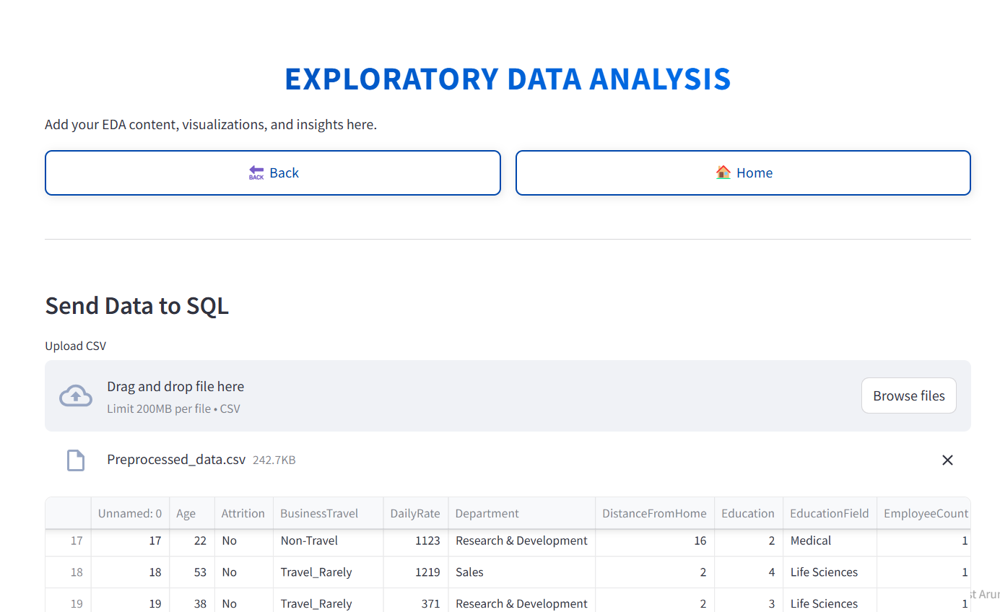 EXPLORATORY DATA ANALYSIS
Add your EDA content, visualizations, and insights here.
BACK Back
Home
Send Data to SQL
Upload CSV
Drag and drop file here
Limit 200MB per file • CSV
Browse files
Preprocessed_data.csv 242.7KB
Unnamed: 0 Age Attrition BusinessTravel DailyRate Department DistanceFromHome Education EducationField EmployeeCount
17 17 22 No Non-Travel 1123 Research & Development 16 2 Medical 1
18 18 53 No Travel_Rarely 1219 Sales 2 4 Life Sciences 1
19 19 38 No Travel_Rarely 371 Research & Development 2 3 Life Sciences 1